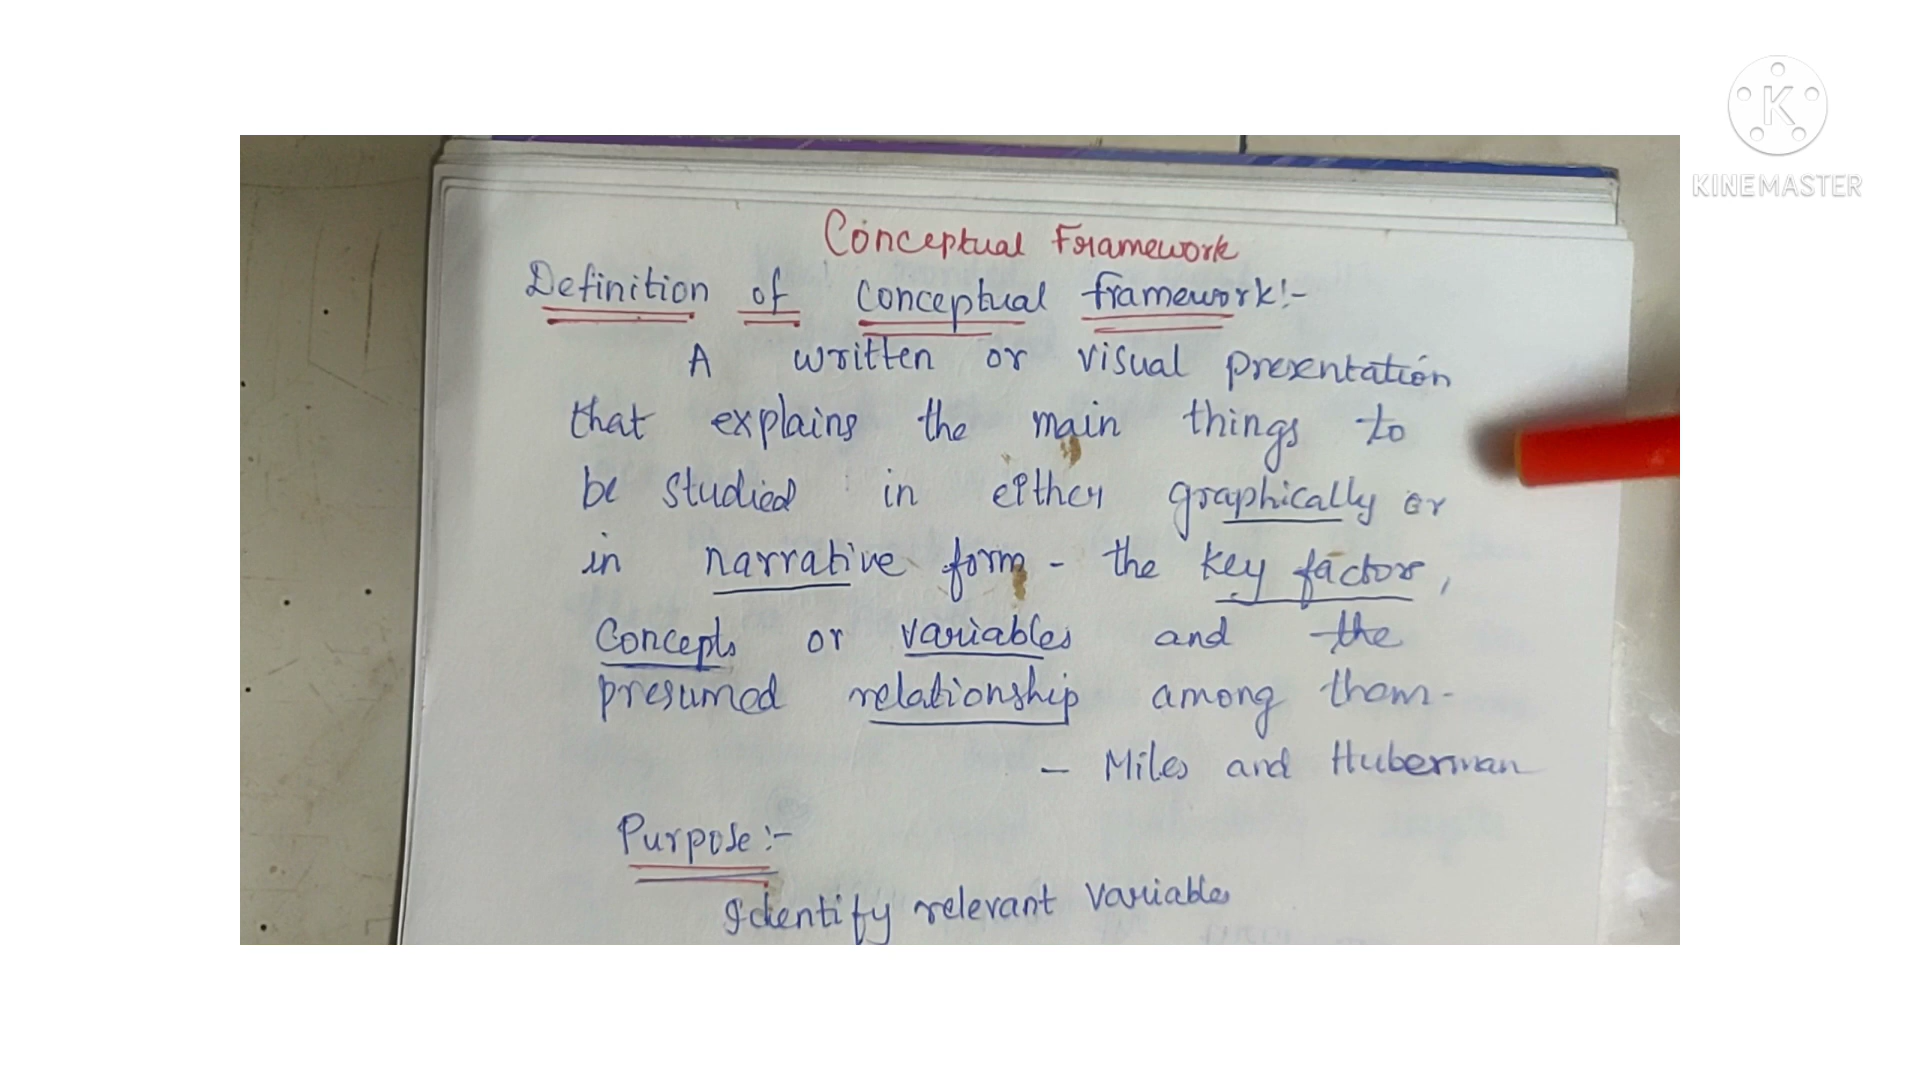 Conceptual Framework
Definition of conceptual framework:-
A written or visual presentation
that explains the main things to
be studied in either graphically or
in narrative form - the key factor,
Concepts or variables and the
presumed relationship among them-
- Miles and Huberman
Purpose:-
Identify relevant variables
K
KINEMASTER